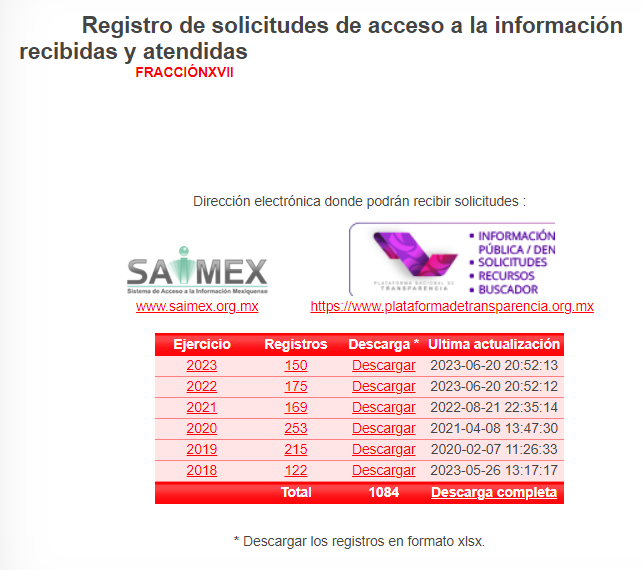 Registro de solicitudes de acceso a la información
recibidas y atendidas
FRACCIÓNXVII
Dirección electrónica donde podrán recibir solicitudes :
SAIMEX
Sistema de Acceso a la Información Mexiquense
www.saimex.org.mx
PLATAFORMA NACIONAL DE
TRANSPARENCIA
• INFORMACIÓN
PÚBLICA / DEN
• SOLICITUDES
• RECURSOS
• BUSCADOR
https://www.plataformadetransparencia.org.mx
Ejercicio Registros Descarga * Ultima actualización
2023 150 Descargar 2023-06-20 20:52:13
2022 175 Descargar 2023-06-20 20:52:12
2021 169 Descargar 2022-08-21 22:35:14
2020 253 Descargar 2021-04-08 13:47:30
2019 215 Descargar 2020-02-07 11:26:33
2018 122 Descargar 2023-05-26 13:17:17
Total 1084 Descarga completa
* Descargar los registros en formato xlsx.